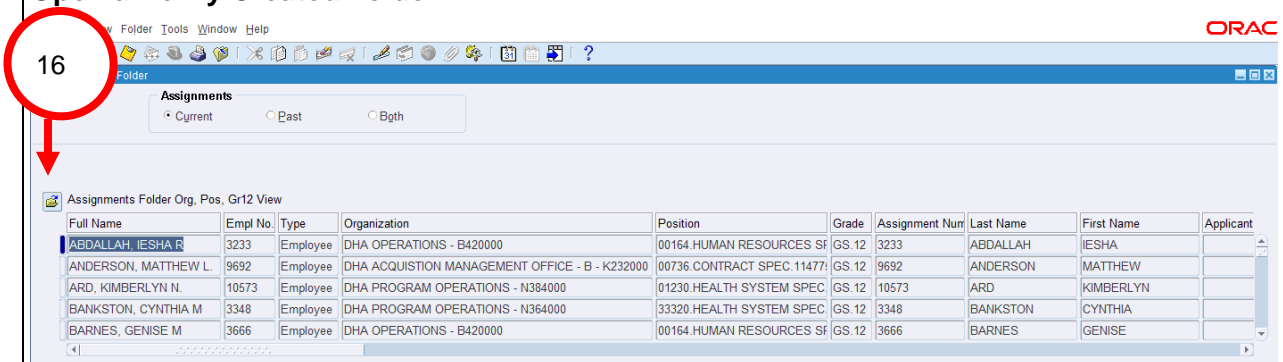 Folder Tools Window Help
ORAC
16
Folder
Assignments
Current Past Both
Assignments Folder Org, Pos, Gr12 View
Full Name Empl No. Type Organization Position Grade Assignment Num Last Name First Name Applicant
ABDALLAH, IESHA R 3233 Employee DHA OPERATIONS - B420000 00164.HUMAN RESOURCES SP GS.12 3233 ABDALLAH IESHA
ANDERSON, MATTHEW L. 9692 Employee DHA ACQUISTION MANAGEMENT OFFICE - B - K232000 00736.CONTRACT SPEC.11477 GS.12 9692 ANDERSON MATTHEW
ARD, KIMBERLYN N. 10573 Employee DHA PROGRAM OPERATIONS - N384000 01230.HEALTH SYSTEM SPEC. GS.12 10573 ARD KIMBERLYN
BANKSTON, CYNTHIA M 3348 Employee DHA PROGRAM OPERATIONS - N364000 33320.HEALTH SYSTEM SPEC. GS.12 3348 BANKSTON CYNTHIA
BARNES, GENISE M 3666 Employee DHA OPERATIONS - B420000 00164.HUMAN RESOURCES SP GS.12 3666 BARNES GENISE